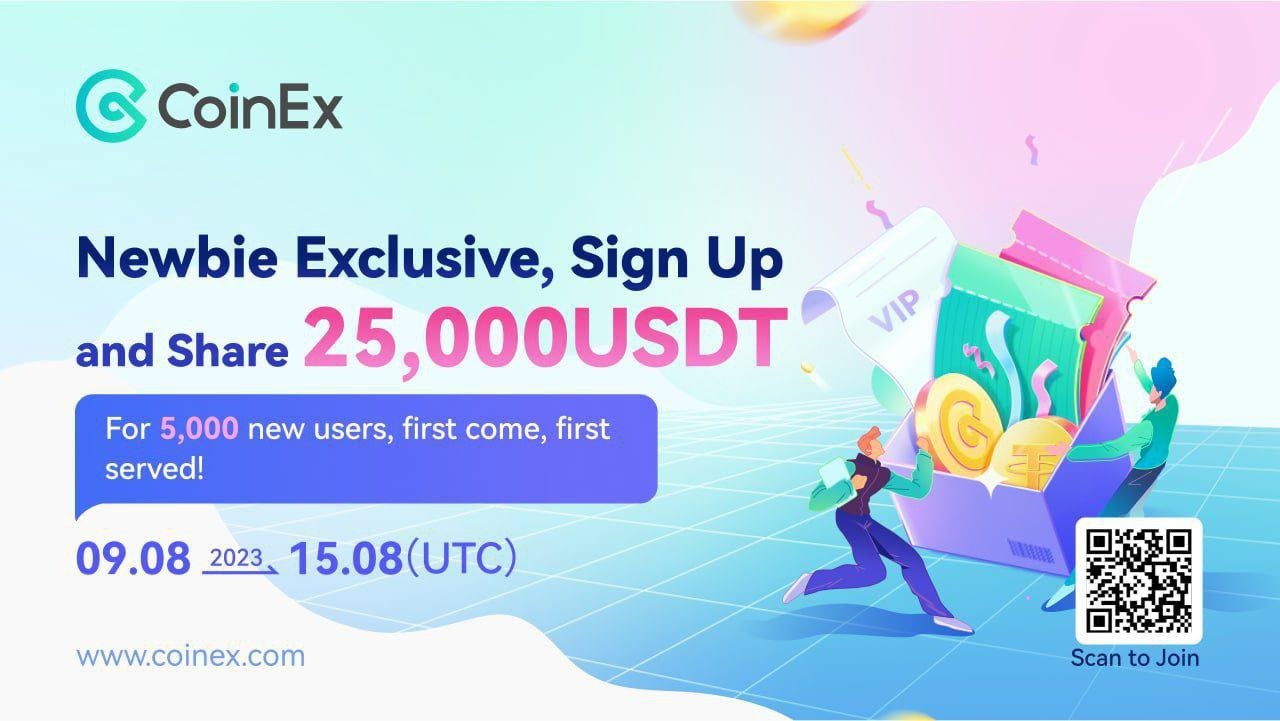 CoinEx
Newbie Exclusive, Sign Up
and Share 25,000USDT
VIP
For 5,000 new users, first come, first
served!
09.08 2023 15.08(UTC)
www.coinex.com
Scan to Join